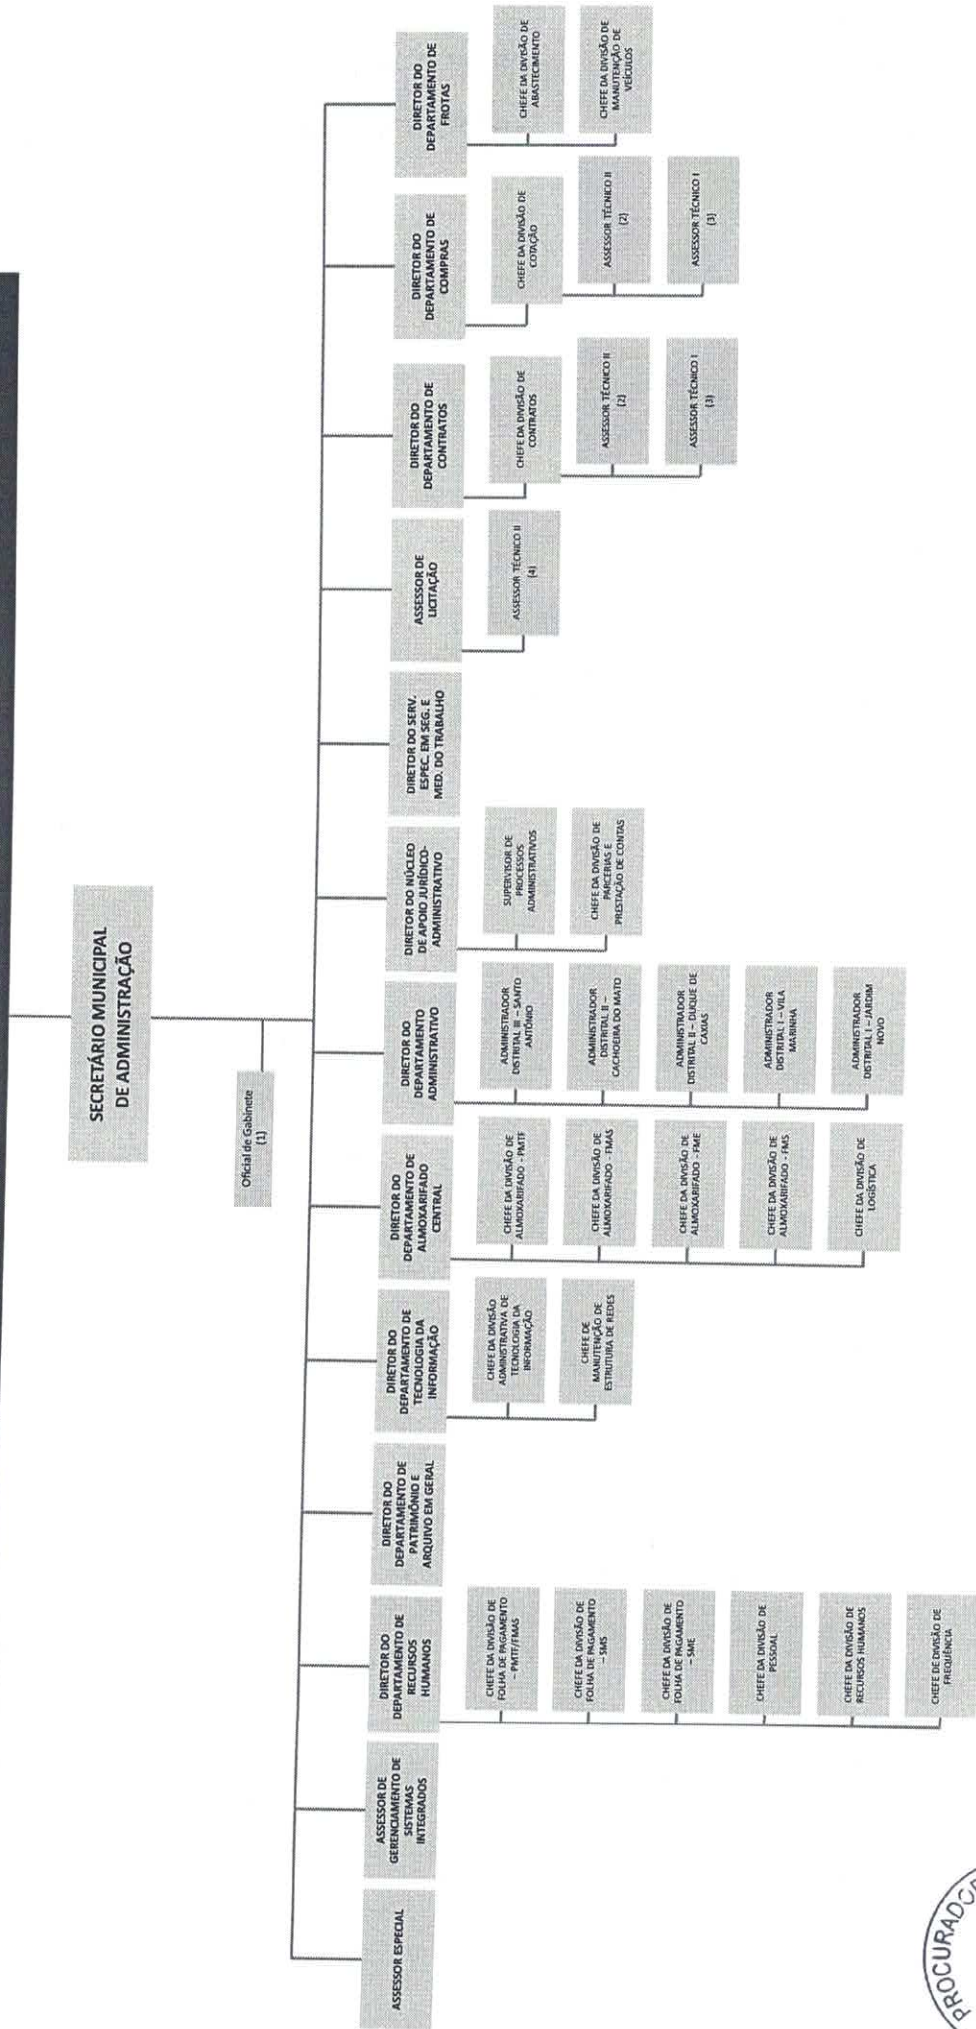 SECRETÁRIO MUNICIPAL
DE ADMINISTRAÇÃO
Oficial de Gabinete
(1)
ASSESSOR ESPECIAL
ASSESSOR DE
GERENCIAMENTO DE
SISTEMAS
INTEGRADOS
DIRETOR DO
DEPARTAMENTO DE
RECURSOS
HUMANOS
CHEFE DA DIVISÃO DE
FOLHA DE PAGAMENTO
– PMTF/FMAS
CHEFE DA DIVISÃO DE
FOLHA DE PAGAMENTO
– SMS
CHEFE DA DIVISÃO DE
FOLHA DE PAGAMENTO
– SME
CHEFE DA DIVISÃO DE
PESSOAL
CHEFE DA DIVISÃO DE
RECURSOS HUMANOS
CHEFE DE DIVISÃO DE
FREQUÊNCIA
DIRETOR DO
DEPARTAMENTO DE
PATRIMÔNIO E
ARQUIVO EM GERAL
DIRETOR DO
DEPARTAMENTO DE
TECNOLOGIA DA
INFORMAÇÃO
CHEFE DA DIVISÃO
ADMINISTRATIVA DE
TECNOLOGIA DA
INFORMAÇÃO
CHEFE DE
MANUTENÇÃO DE
ESTRUTURA DE REDES
DIRETOR DO
DEPARTAMENTO DE
ALMOXARIFADO
CENTRAL
CHEFE DA DIVISÃO DE
ALMOXARIFADO - PMTF
CHEFE DA DIVISÃO DE
ALMOXARIFADO - FMAS
CHEFE DA DIVISÃO DE
ALMOXARIFADO - FME
CHEFE DA DIVISÃO DE
ALMOXARIFADO - FMS
CHEFE DA DIVISÃO DE
LOGÍSTICA
DIRETOR DO
DEPARTAMENTO
ADMINISTRATIVO
ADMINISTRADOR
DISTRITAL III – SANTO
ANTÔNIO
ADMINISTRADOR
DISTRITAL II –
CACHOEIRA DO MATO
ADMINISTRADOR
DISTRITAL II – DUQUE DE
CAXIAS
ADMINISTRADOR
DISTRITAL I – VILA
MARINHA
ADMINISTRADOR
DISTRITAL I – JARDIM
NOVO
DIRETOR DO NÚCLEO
DE APOIO JURÍDICO-
ADMINISTRATIVO
SUPERVISOR DE
PROCESSOS
ADMINISTRATIVOS
CHEFE DA DIVISÃO DE
PARCERIAS E
PRESTAÇÃO DE CONTAS
DIRETOR DO SERV.
ESPEC. EM SEG. E
MED. DO TRABALHO
ASSESSOR DE
LICITAÇÃO
ASSESSOR TÉCNICO II
(4)
DIRETOR DO
DEPARTAMENTO DE
CONTRATOS
CHEFE DA DIVISÃO DE
CONTRATOS
ASSESSOR TÉCNICO II
(2)
ASSESSOR TÉCNICO I
(3)
DIRETOR DO
DEPARTAMENTO DE
COMPRAS
CHEFE DA DIVISÃO DE
COTAÇÃO
ASSESSOR TÉCNICO II
(2)
ASSESSOR TÉCNICO I
(3)
DIRETOR DO
DEPARTAMENTO DE
FROTAS
CHEFE DA DIVISÃO DE
ABASTECIMENTO
CHEFE DA DIVISÃO DE
MANUTENÇÃO DE
VEÍCULOS